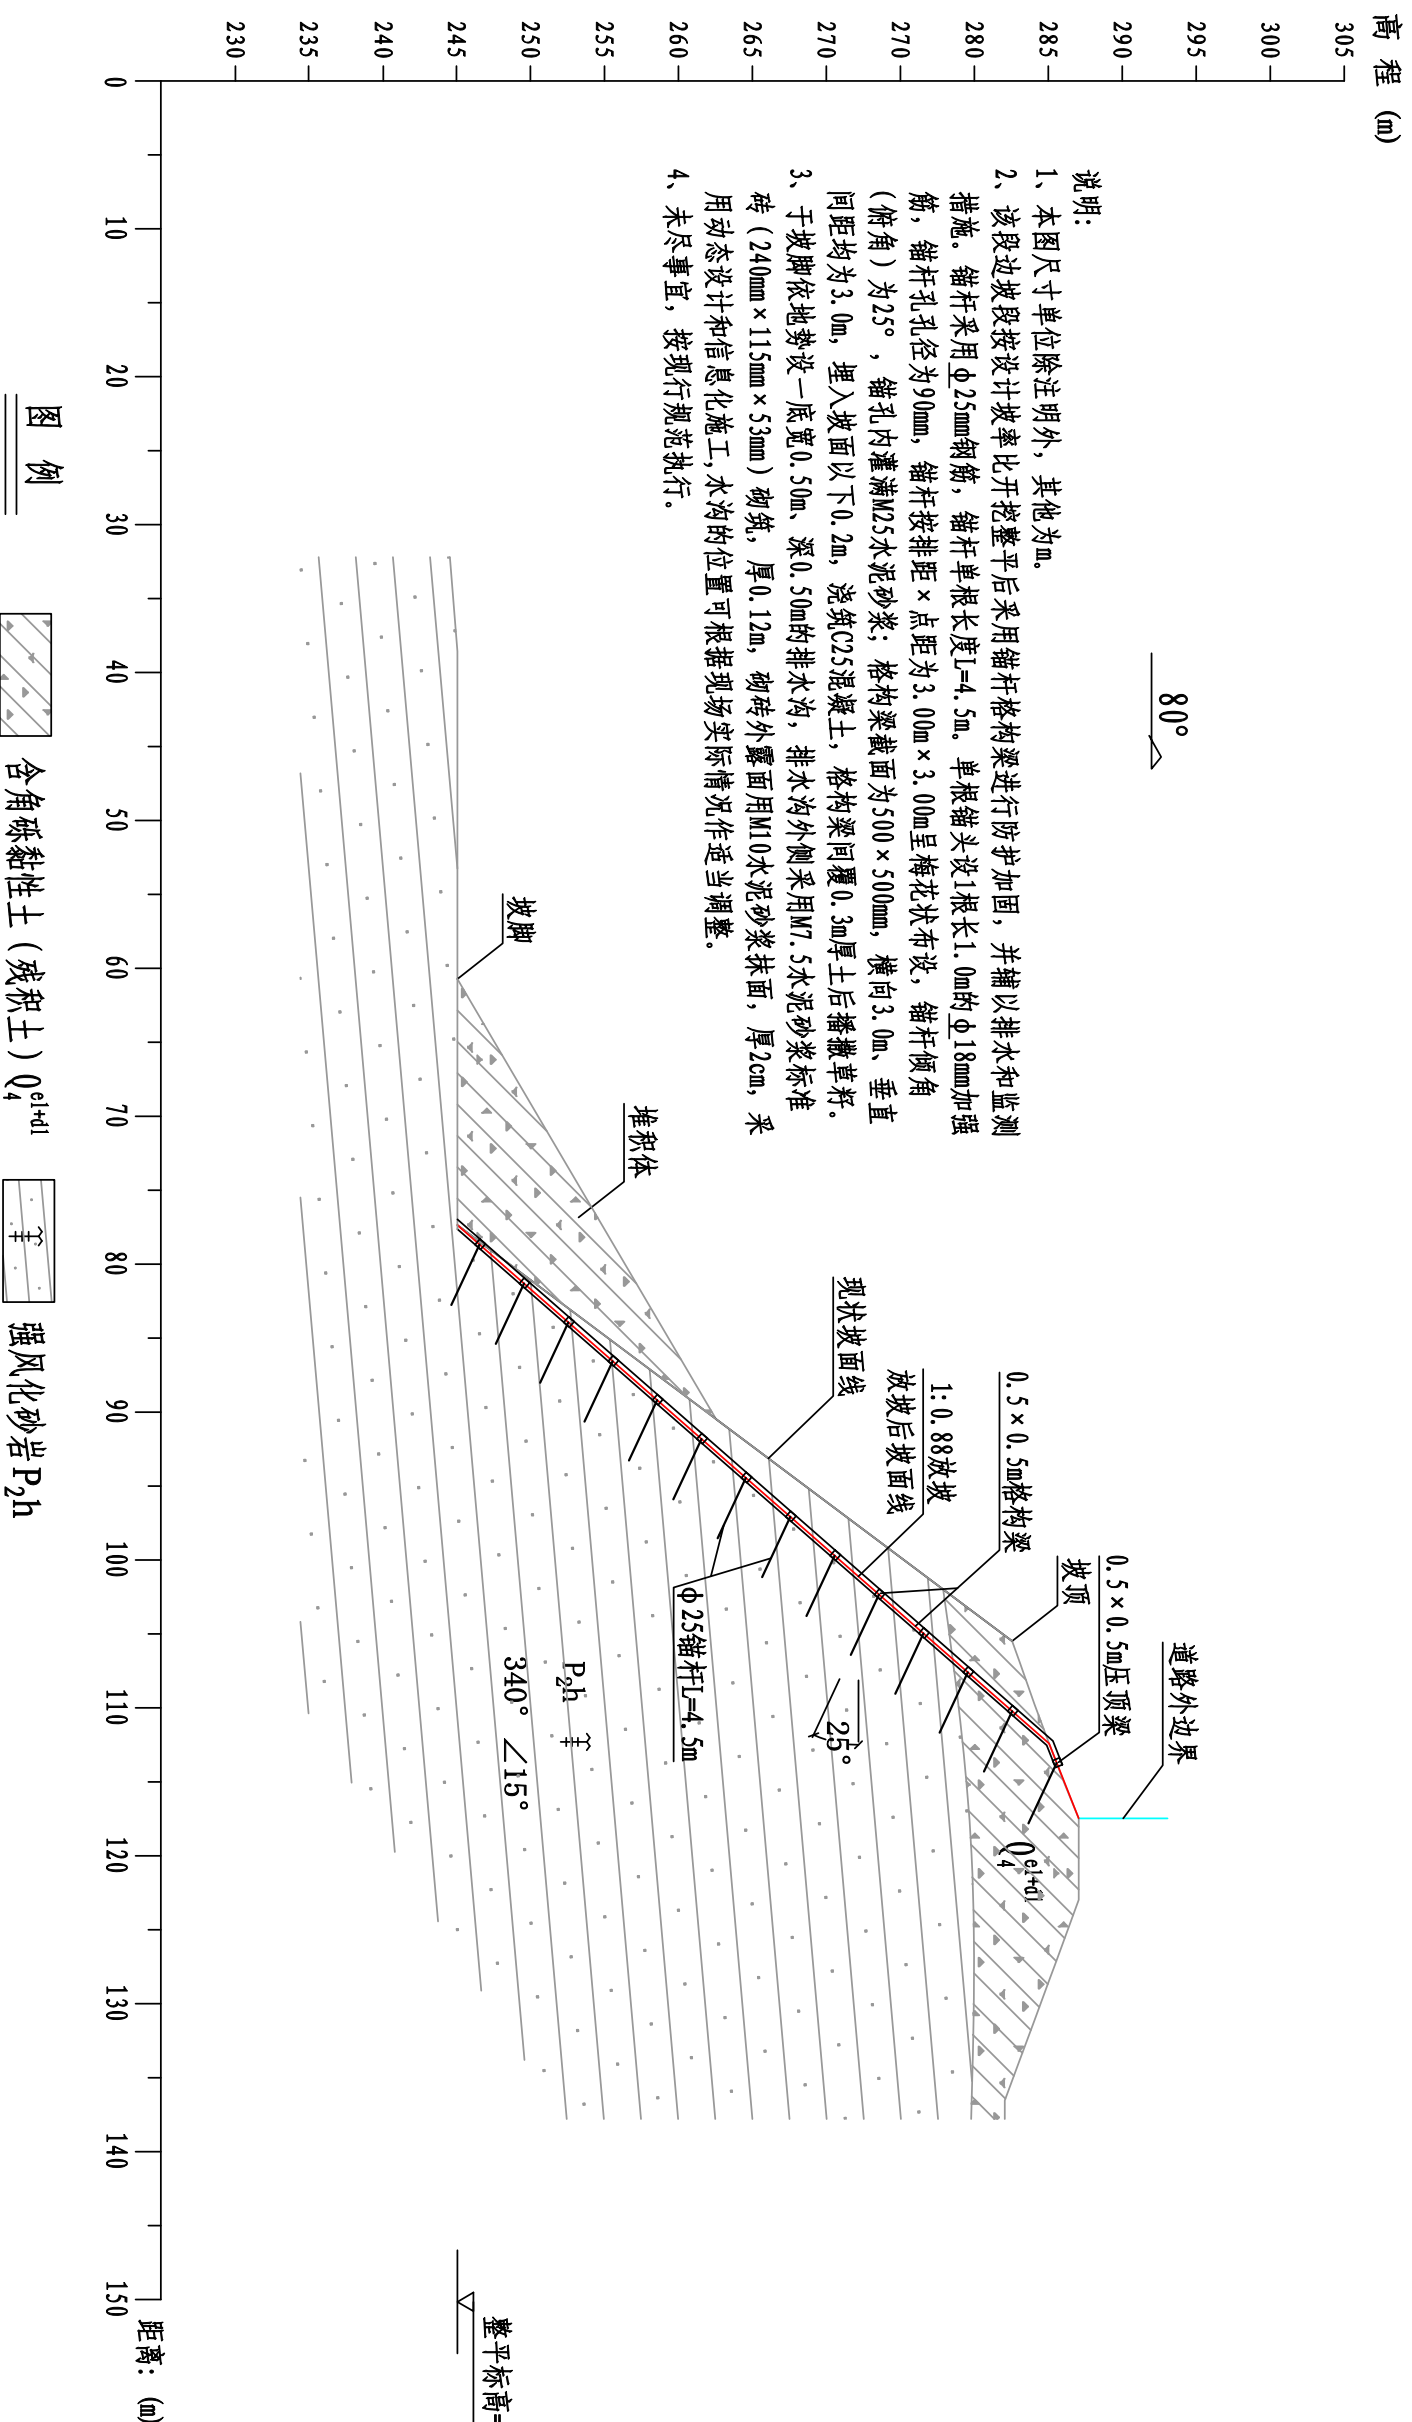 高 程 (m)
305
300
295
290
285
280
275
270
270
265
260
255
250
245
240
235
230
说明:
1、本图尺寸单位除注明外，其他为m。
2、该段边坡段按设计坡率比开挖整平后采用锚杆格构梁进行防护加固，并辅以排水和监测
措施。锚杆采用ф25mm钢筋，锚杆单根长度L=4.5m。单根锚头设1根长1.0m的ф18mm加强
筋，锚杆孔孔径为90mm，锚杆按排距×点距为3.00m×3.00m呈梅花状布设，锚杆倾角
(俯角)为25°，锚孔内灌满M25水泥砂浆；格构梁截面为500×500mm，横向3.0m、垂直
间距均为3.0m，埋入坡面以下0.2m，浇筑C25混凝土，格构梁间覆0.3m厚土后播撒草籽。
3、于坡脚依地势设一底宽0.50m、深0.50m的排水沟，排水沟外侧采用M7.5水泥砂浆标准
砖（240mm×115mm×53mm）砌筑，厚0.12m，砌砖外露面用M10水泥砂浆抹面，厚2cm，采
用动态设计和信息化施工,水沟的位置可根据现场实际情况作适当调整。
4、未尽事宜，按现行规范执行。
80°
道路外边界
0.5×0.5m压顶梁
坡顶
0.5×0.5m格构梁
1:0.88放坡
放坡后坡面线
现状坡面线
堆积体
坡脚
Q₄ᵉˡ⁺ᵈˡ
25°
ф25锚杆L=4.5m
P₂h
340° ∠15°
整平标高=
0
10
20
30
40
50
60
70
80
90
100
110
120
130
140
150
距离: (m)
图 例
含角砾黏性土（残积土）Q₄ᵉˡ⁺ᵈˡ
强风化砂岩P₂h